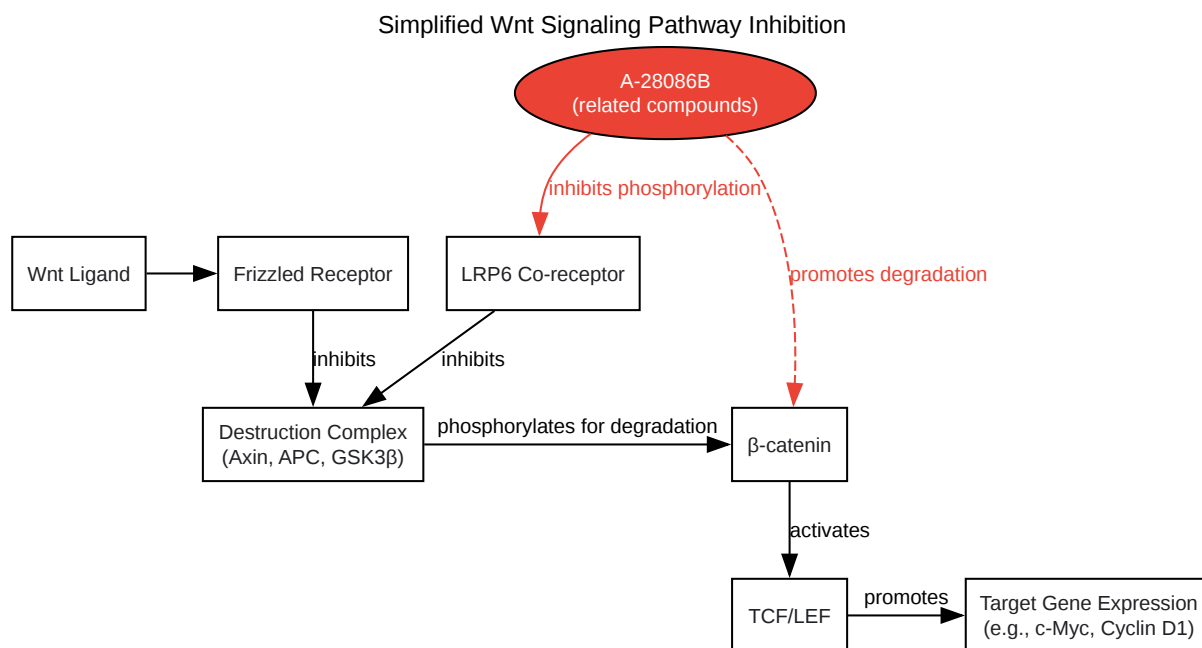 Simplified Wnt Signaling Pathway Inhibition
A-28086B
(related compounds)
inhibits phosphorylation
promotes degradation
Wnt Ligand
Frizzled Receptor
LRP6 Co-receptor
inhibits
inhibits
Destruction Complex
(Axin, APC, GSK3β)
phosphorylates for degradation
β-catenin
activates
TCF/LEF
promotes
Target Gene Expression
(e.g., c-Myc, Cyclin D1)